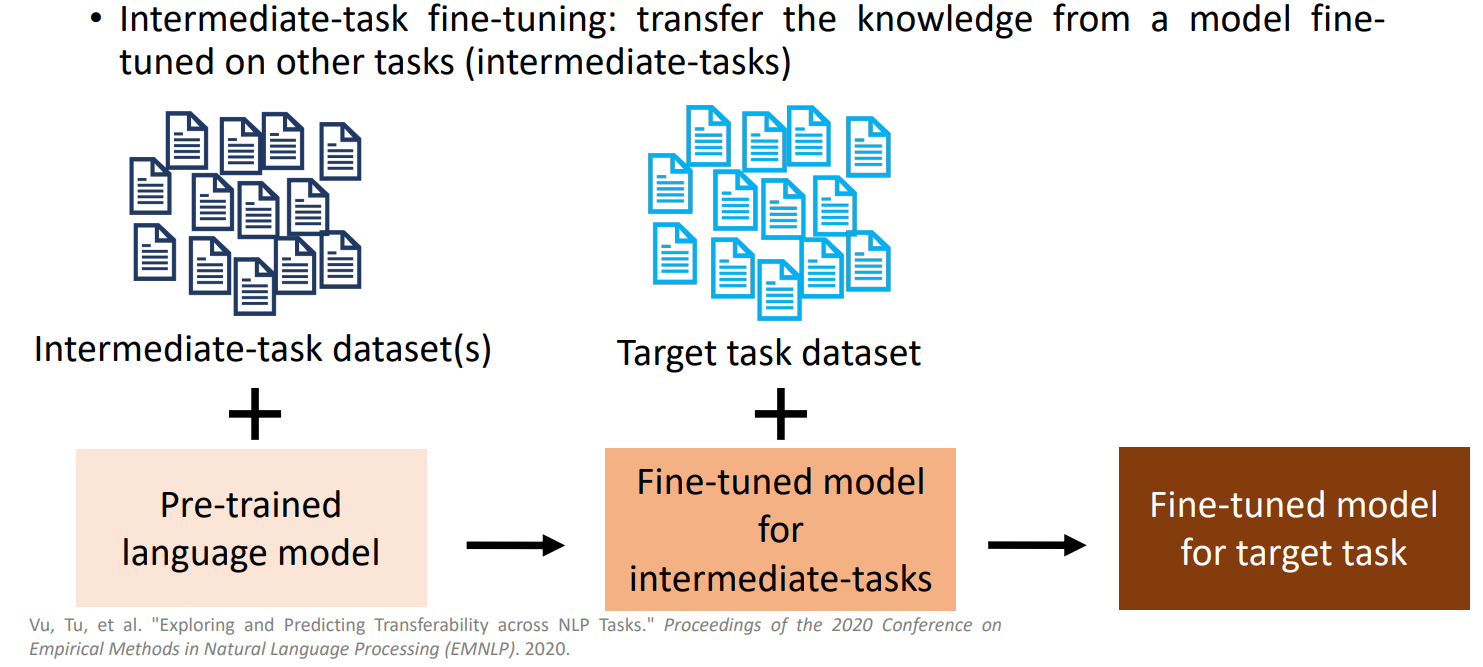 • Intermediate-task fine-tuning: transfer the knowledge from a model fine-
tuned on other tasks (intermediate-tasks)
Intermediate-task dataset(s)
Target task dataset
+
+
Pre-trained
language model
Fine-tuned model
for
intermediate-tasks
Fine-tuned model
for target task
Vu, Tu, et al. "Exploring and Predicting Transferability across NLP Tasks." Proceedings of the 2020 Conference on
Empirical Methods in Natural Language Processing (EMNLP). 2020.